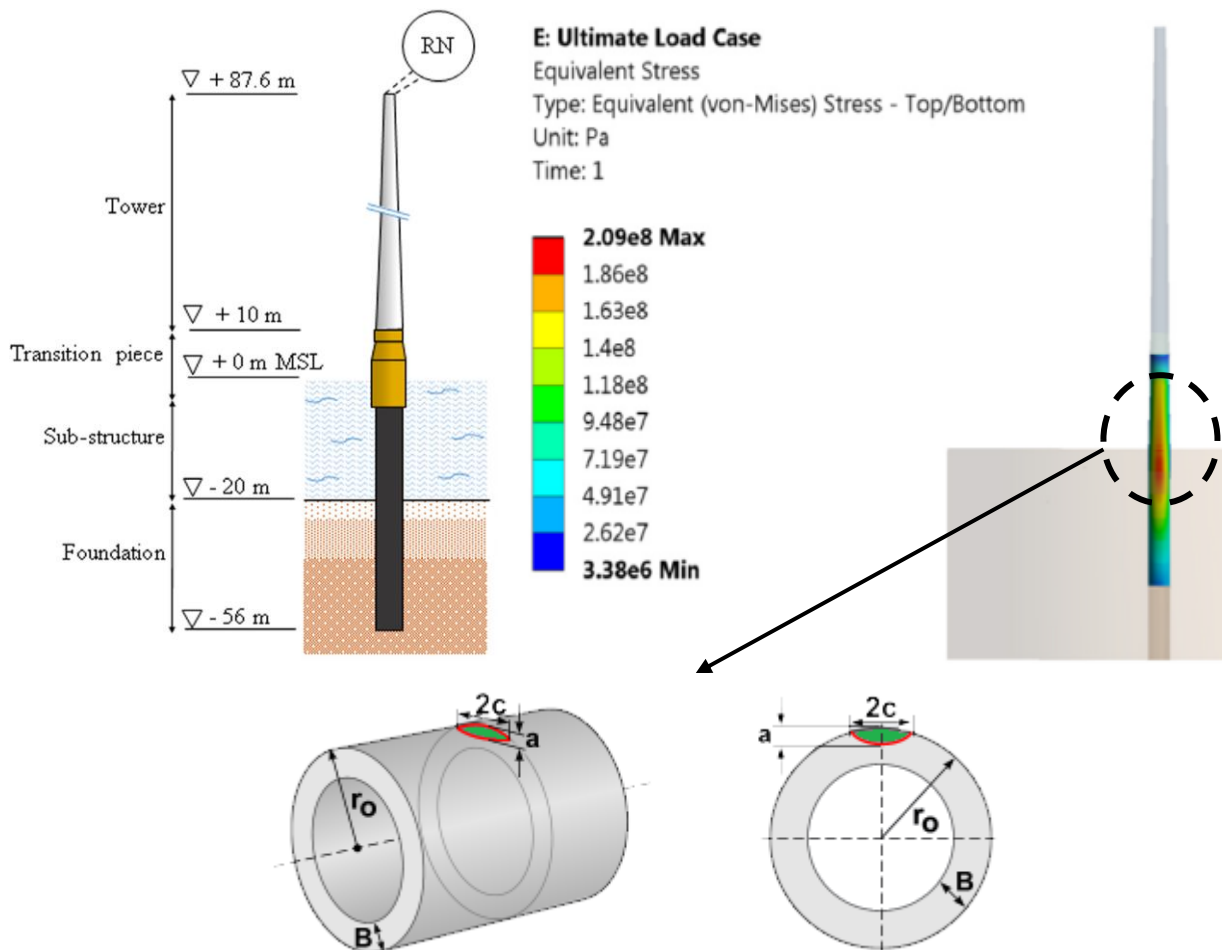 RN
▽ + 87.6 m
Tower
▽ + 10 m
Transition piece
▽ + 0 m MSL
Sub-structure
▽ - 20 m
Foundation
▽ - 56 m
E: Ultimate Load Case
Equivalent Stress
Type: Equivalent (von-Mises) Stress - Top/Bottom
Unit: Pa
Time: 1
2.09e8 Max
1.86e8
1.63e8
1.4e8
1.18e8
9.48e7
7.19e7
4.91e7
2.62e7
3.38e6 Min
2c
a
ro
B
2c
a
ro
B